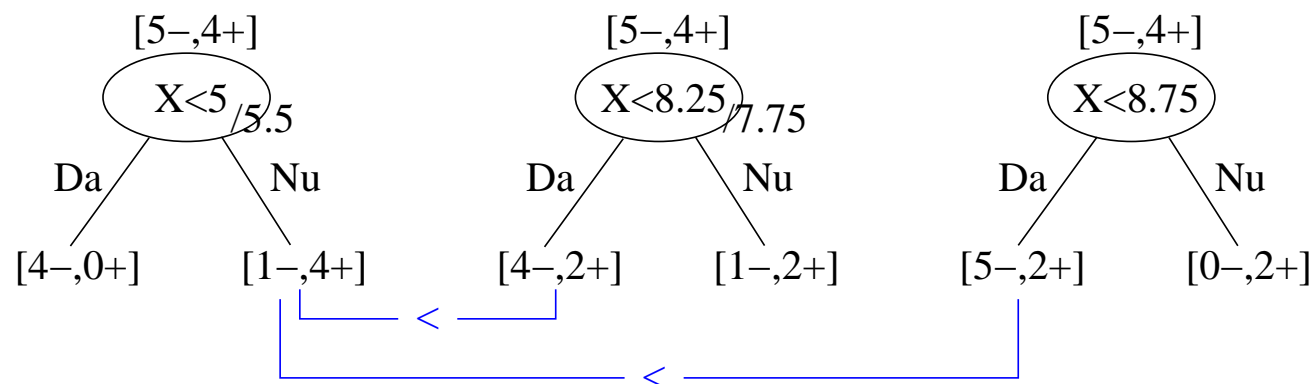 [5−,4+] [5−,4+] [5−,4+]
X<5/5.5 X<8.25/7.75 X<8.75
Da Nu Da Nu Da Nu
[4−,0+] [1−,4+] [4−,2+] [1−,2+] [5−,2+] [0−,2+]
<
<